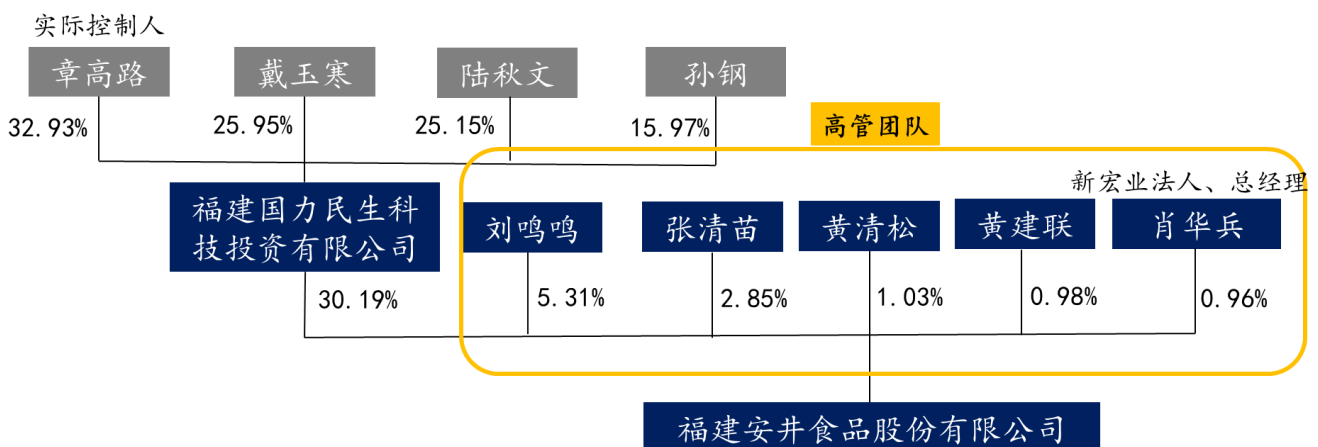 实际控制人
章高路
戴玉寒
陆秋文
孙钢
32.93%
25.95%
25.15%
15.97%
高管团队
新宏业法人、总经理
福建国力民生科
技投资有限公司
刘鸣鸣
张清苗
黄清松
黄建联
肖华兵
30.19%
5.31%
2.85%
1.03%
0.98%
0.96%
福建安井食品股份有限公司